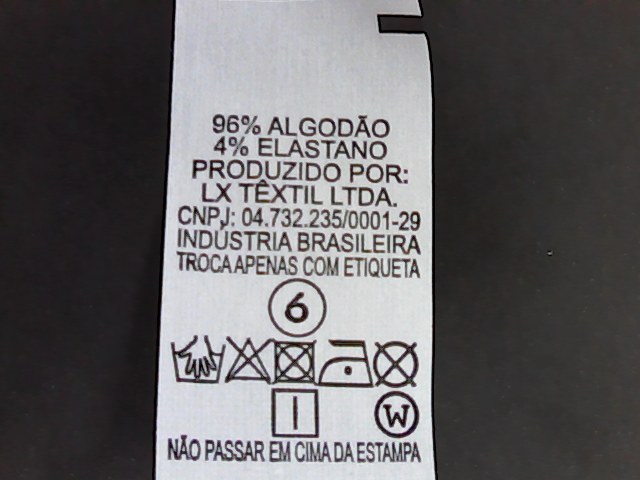 96% ALGODÃO
4% ELASTANO
PRODUZIDO POR:
LX TÊXTIL LTDA.
CNPJ: 04.732.235/0001-29
INDÚSTRIA BRASILEIRA
TROCA APENAS COM ETIQUETA
6
W
NÃO PASSAR EM CIMA DA ESTAMPA